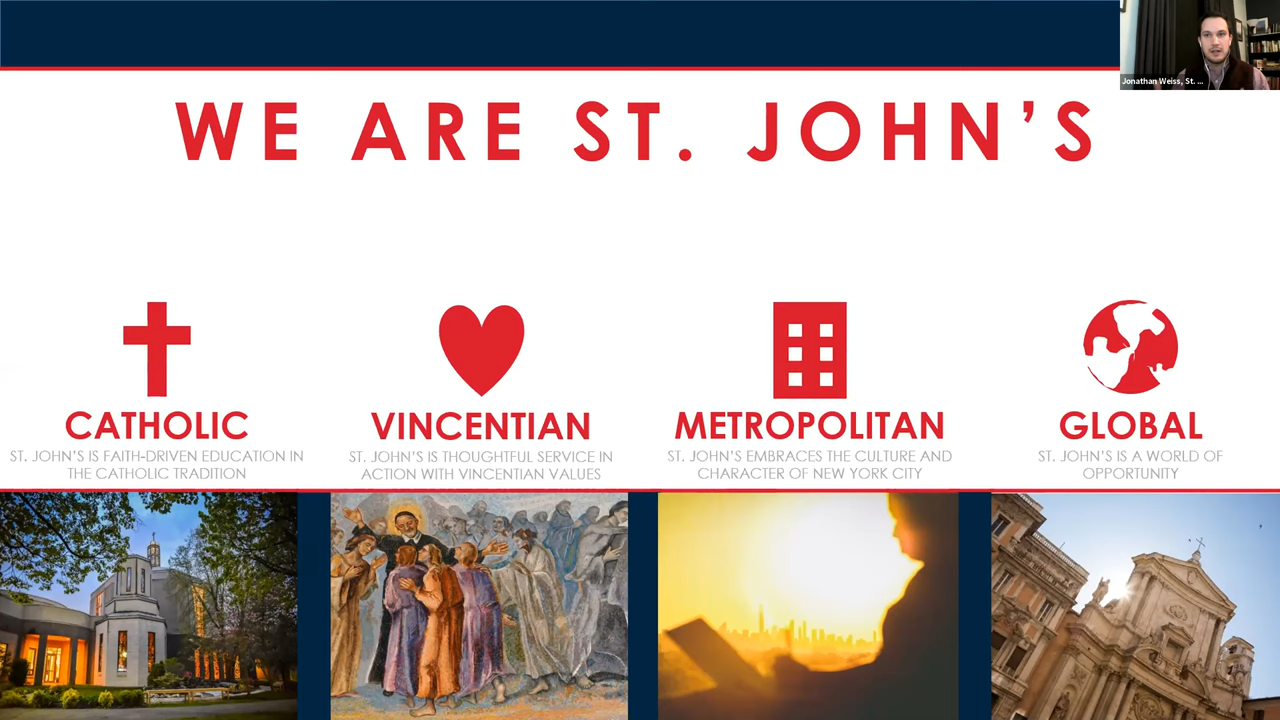 Jonathan Weiss, St. ...
WE ARE ST. JOHN’S
CATHOLIC
ST. JOHN’S IS FAITH-DRIVEN EDUCATION IN
THE CATHOLIC TRADITION
VINCENTIAN
ST. JOHN’S IS THOUGHTFUL SERVICE IN
ACTION WITH VINCENTIAN VALUES
METROPOLITAN
ST. JOHN’S EMBRACES THE CULTURE AND
CHARACTER OF NEW YORK CITY
GLOBAL
ST. JOHN’S IS A WORLD OF
OPPORTUNITY